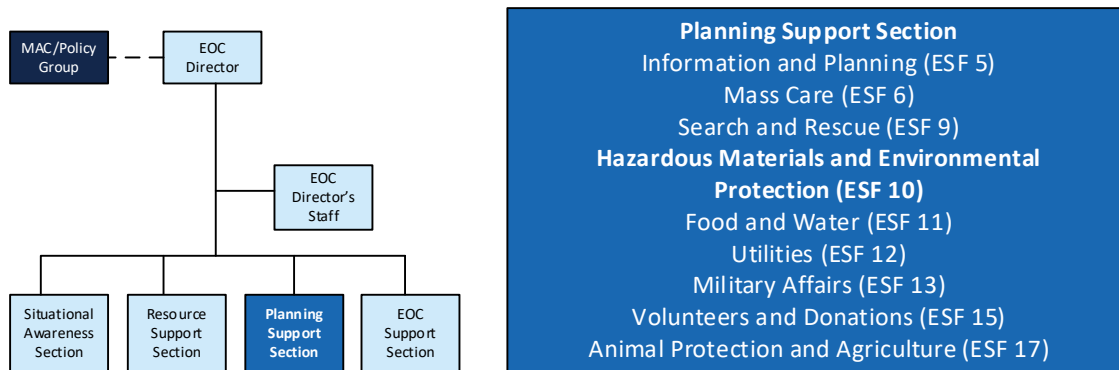 MAC/Policy
Group
EOC
Director
EOC
Director's
Staff
Situational
Awareness
Section
Resource
Support
Section
Planning
Support
Section
EOC
Support
Section
Planning Support Section
Information and Planning (ESF 5)
Mass Care (ESF 6)
Search and Rescue (ESF 9)
Hazardous Materials and Environmental
Protection (ESF 10)
Food and Water (ESF 11)
Utilities (ESF 12)
Military Affairs (ESF 13)
Volunteers and Donations (ESF 15)
Animal Protection and Agriculture (ESF 17)